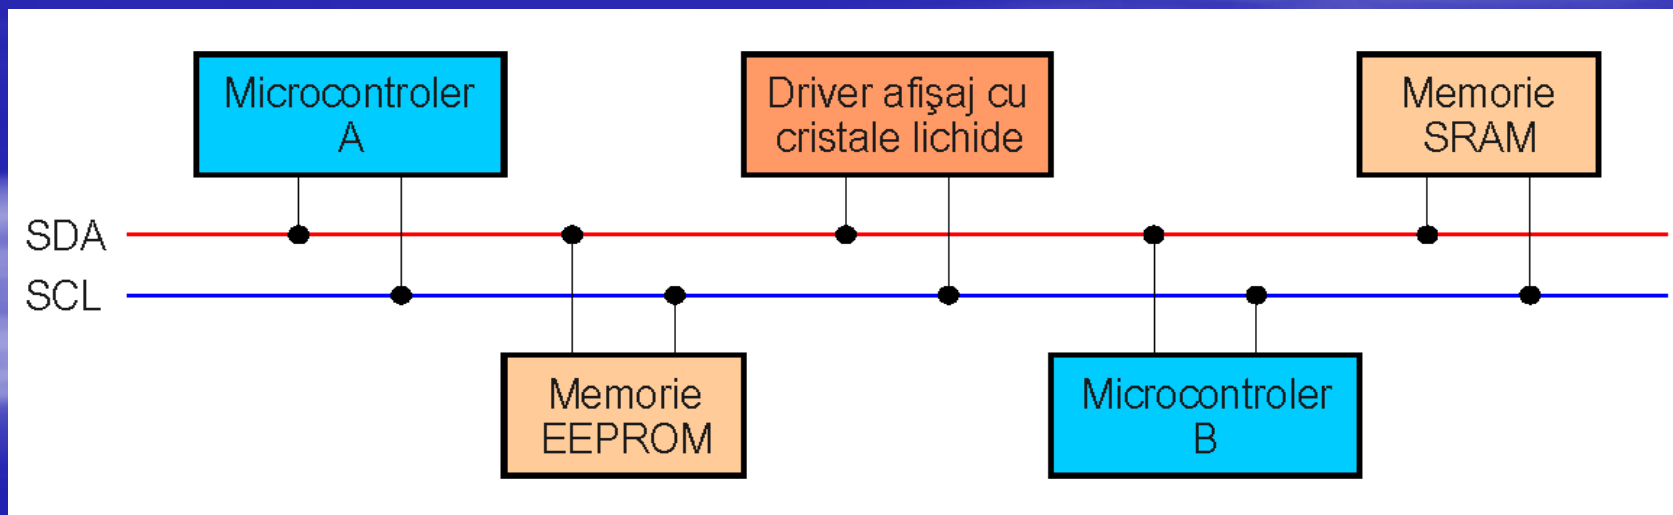 Microcontroler
A
Driver afişaj cu
cristale lichide
Memorie
SRAM
SDA
SCL
Memorie
EEPROM
Microcontroler
B